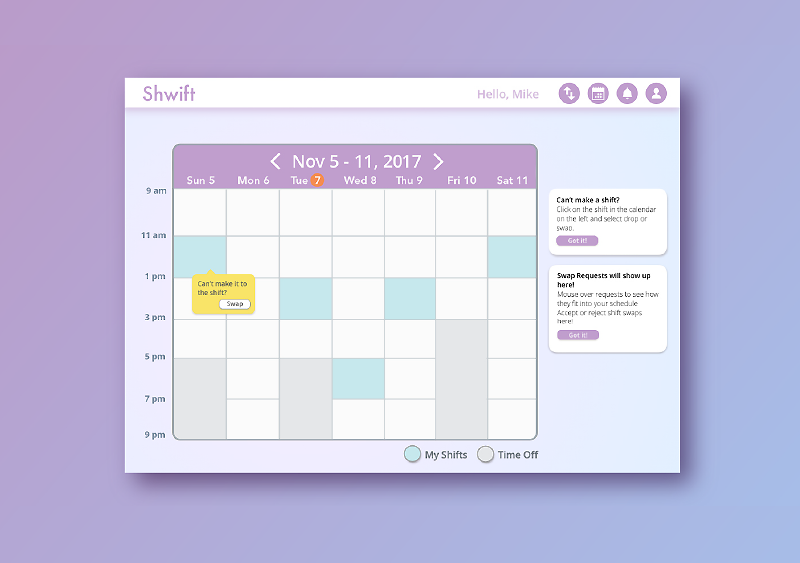 Shwift
Hello, Mike
Nov 5 - 11, 2017
Sun 5 Mon 6 Tue 7 Wed 8 Thu 9 Fri 10 Sat 11
9 am
11 am
1 pm
3 pm
5 pm
7 pm
9 pm
Can't make it to
the shift?
Swap
My Shifts
Time Off
Can't make a shift?
Click on the shift in the calendar
on the left and select drop or
swap.
Got it!
Swap Requests will show up
here!
Mouse over requests to see how
they fit into your schedule
Accept or reject shift swaps
here!
Got it!